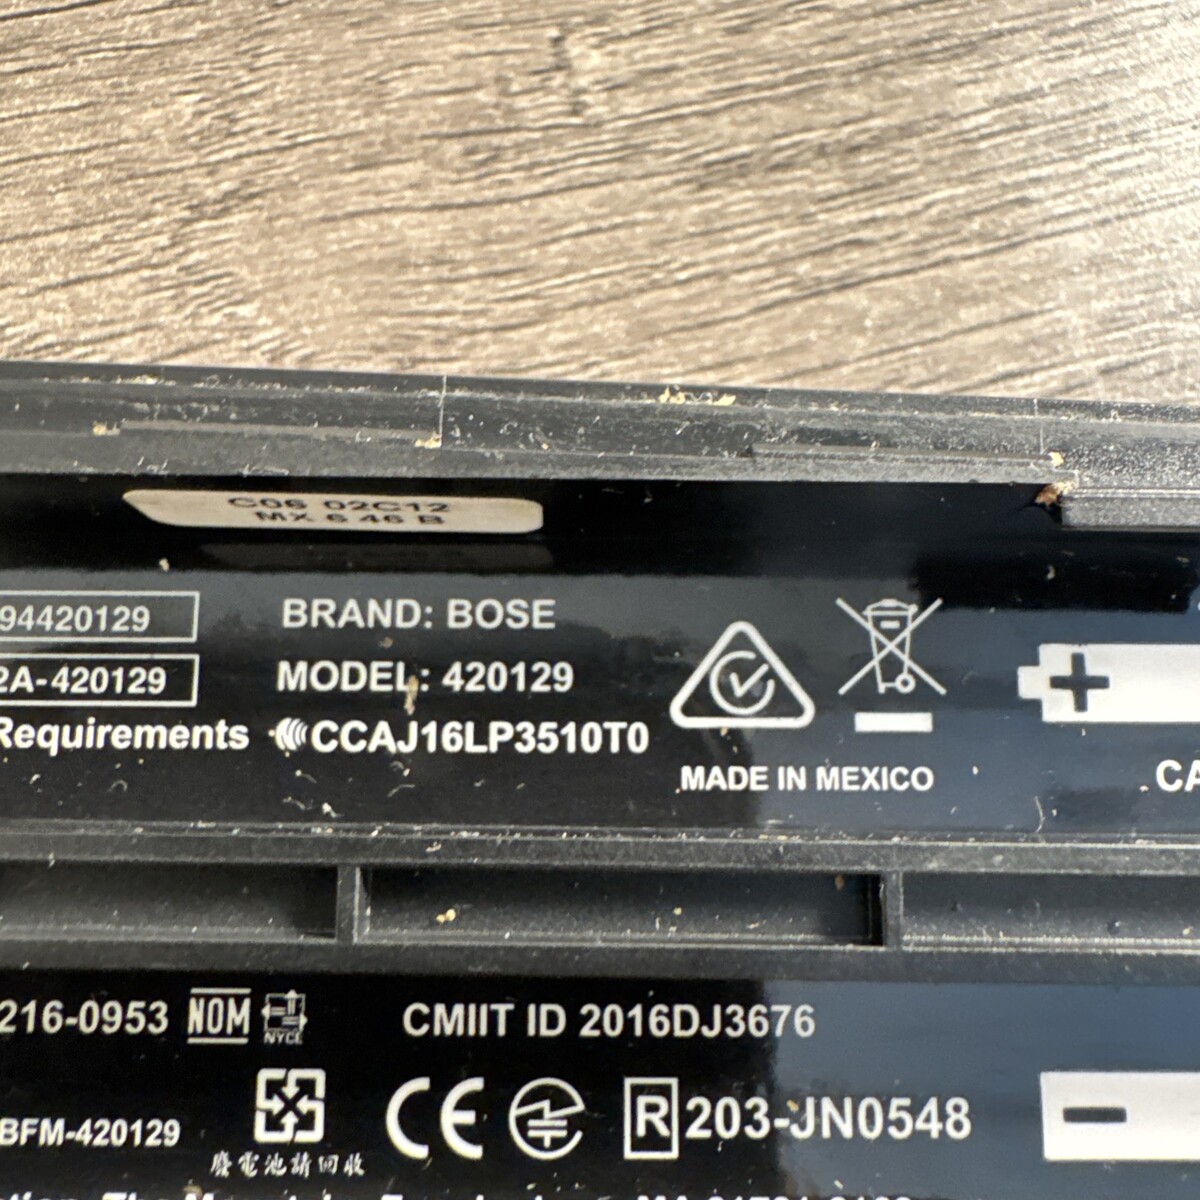 C06 02C12
MX 6 46 B
94420129
BRAND: BOSE
2A-420129
MODEL: 420129
Requirements
CCAJ16LP3510T0
MADE IN MEXICO
CA
216-0953 NOM NYCE
CMIIT ID 2016DJ3676
BFM-420129
CE
R 203-JN0548
廢電池請回收